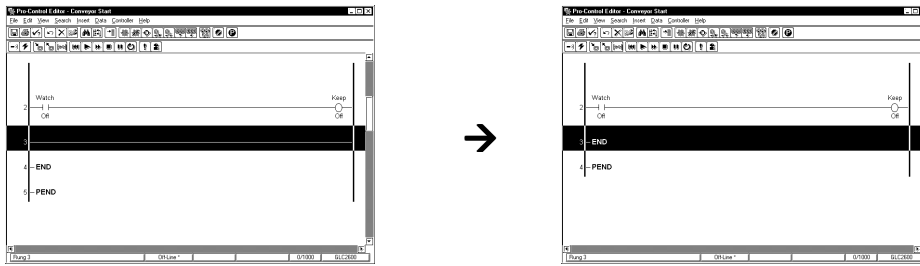 Pro-Control Editor - Conveyor Start
File Edit View Search Insert Data Controller Help
Watch Keep
2
Off Off
3
4 END
5 PEND
Rung 3 Off-Line * 0/1000 GLC2600
Pro-Control Editor - Conveyor Start
File Edit View Search Insert Data Controller Help
Watch Keep
2
Off Off
3 END
4 PEND
Rung 3 Off-Line * 0/1000 GLC2600